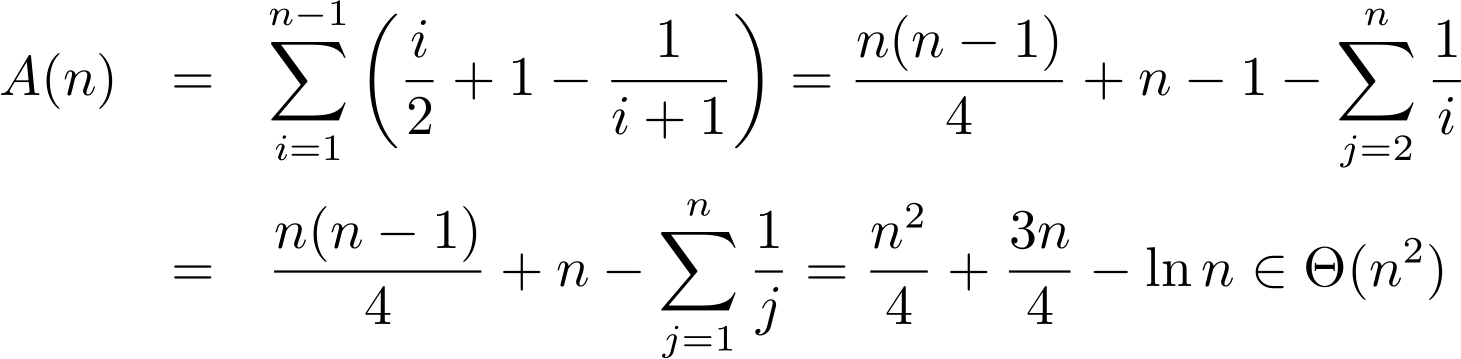 A(n) = \sum_{i=1}^{n-1} \left( \frac{i}{2} + 1 - \frac{1}{i+1} \right) = \frac{n(n-1)}{4} + n - 1 - \sum_{j=2}^{n} \frac{1}{i}
= \frac{n(n-1)}{4} + n - \sum_{j=1}^{n} \frac{1}{j} = \frac{n^2}{4} + \frac{3n}{4} - \ln n \in \Theta(n^2)